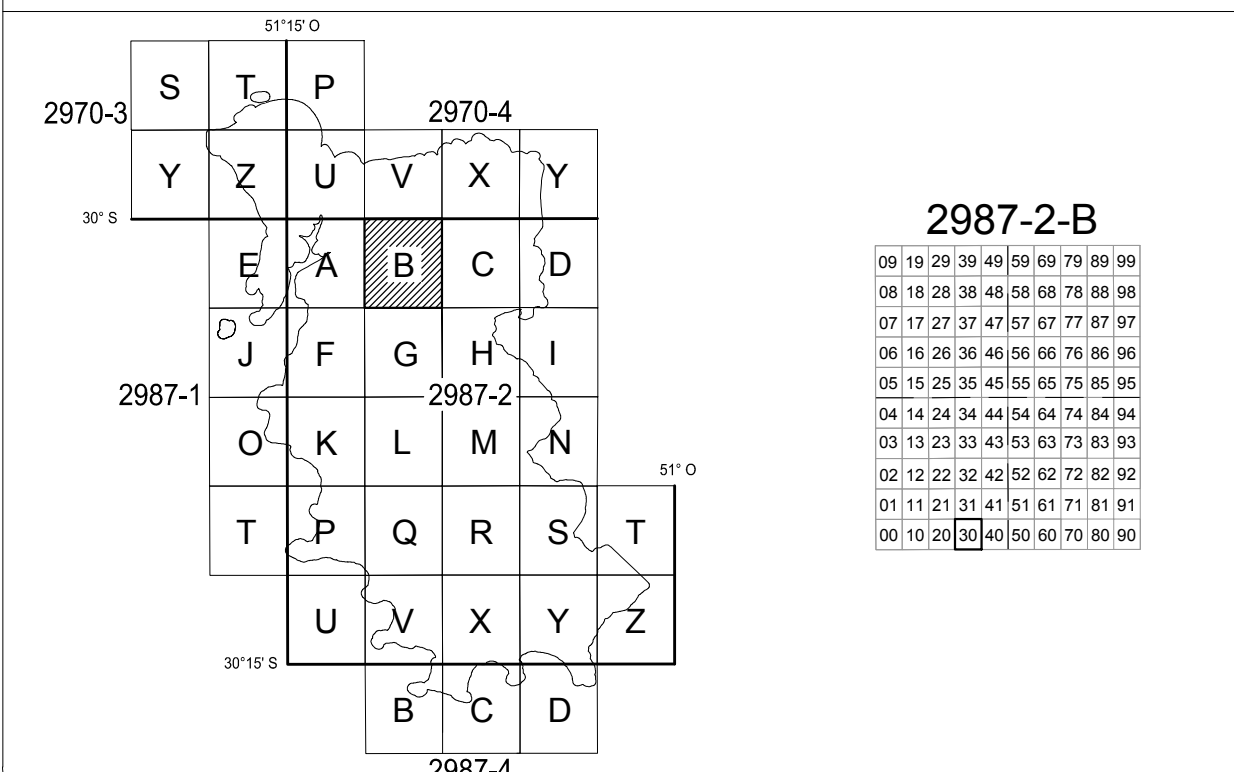 51°15' O
S T P
2970-3
2970-4
Y Z U V X Y
30° S
E A B C D
J F G H I
2987-1
2987-2
O K L M N
51° O
T P Q R S T
U V X Y Z
30°15' S
B C D
2987-4
2987-2-B
09 19 29 39 49 59 69 79 89 99
08 18 28 38 48 58 68 78 88 98
07 17 27 37 47 57 67 77 87 97
06 16 26 36 46 56 66 76 86 96
05 15 25 35 45 55 65 75 85 95
04 14 24 34 44 54 64 74 84 94
03 13 23 33 43 53 63 73 83 93
02 12 22 32 42 52 62 72 82 92
01 11 21 31 41 51 61 71 81 91
00 10 20 30 40 50 60 70 80 90